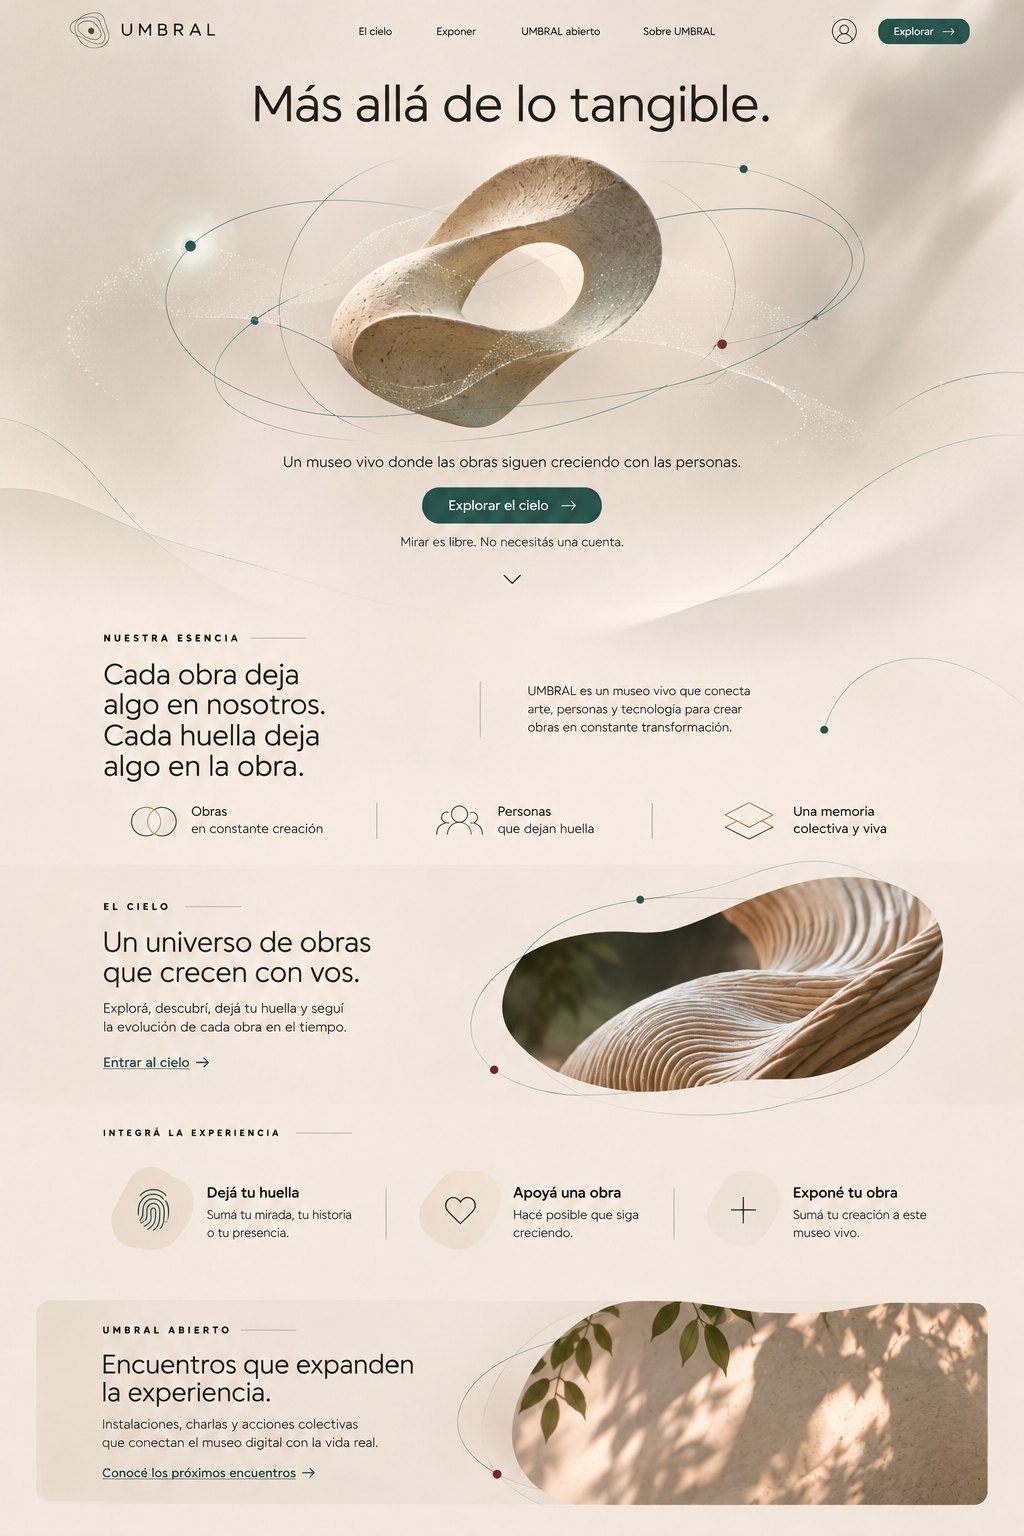 UMBRAL
El cielo
Exponer
UMBRAL abierto
Sobre UMBRAL
Explorar
Más allá de lo tangible.
Un museo vivo donde las obras siguen creciendo con las personas.
Explorar el cielo
Mirar es libre. No necesitás una cuenta.
NUESTRA ESENCIA
Cada obra deja
algo en nosotros.
Cada huella deja
algo en la obra.
UMBRAL es un museo vivo que conecta
arte, personas y tecnología para crear
obras en constante transformación.
Obras
en constante creación
Personas
que dejan huella
Una memoria
colectiva y viva
EL CIELO
Un universo de obras
que crecen con vos.
Explorá, descubrí, dejá tu huella y seguí
la evolución de cada obra en el tiempo.
Entrar al cielo
INTEGRÁ LA EXPERIENCIA
Dejá tu huella
Sumá tu mirada, tu historia
o tu presencia.
Apoyá una obra
Hacé posible que siga
creciendo.
Exponé tu obra
Sumá tu creación a este
museo vivo.
UMBRAL ABIERTO
Encuentros que expanden
la experiencia.
Instalaciones, charlas y acciones colectivas
que conectan el museo digital con la vida real.
Conocé los próximos encuentros